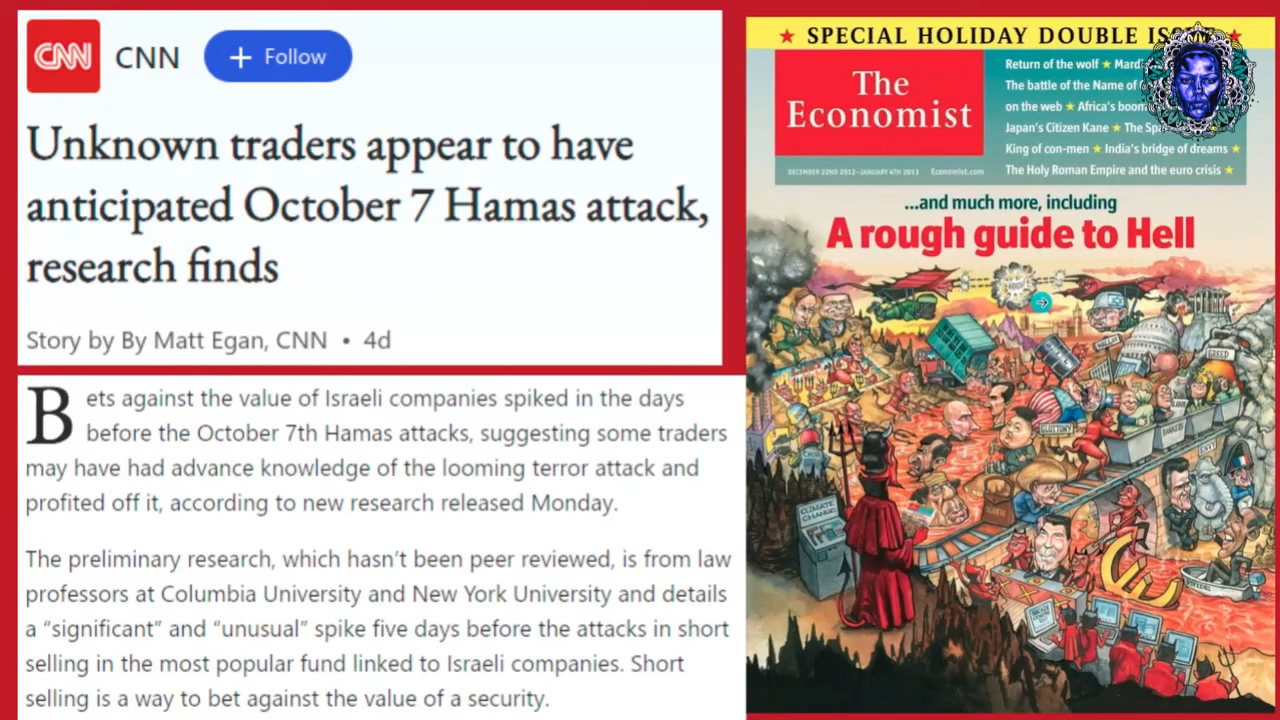 CNN
CNN
+ Follow
Unknown traders appear to have
anticipated October 7 Hamas attack,
research finds
Story by By Matt Egan, CNN • 4d
Bets against the value of Israeli companies spiked in the days
before the October 7th Hamas attacks, suggesting some traders
may have had advance knowledge of the looming terror attack and
profited off it, according to new research released Monday.
The preliminary research, which hasn't been peer reviewed, is from law
professors at Columbia University and New York University and details
a “significant” and “unusual” spike five days before the attacks in short
selling in the most popular fund linked to Israeli companies. Short
selling is a way to bet against the value of a security.
★ SPECIAL HOLIDAY DOUBLE ★
The
Economist
Return of the wolf ★
The battle of the Name of
on the web ★ Africa's
Japan's Citizen Kane ★ The
King of con-men ★ India's bridge of dreams ★
The Holy Roman Empire and the euro crisis ★
DECEMBER 22ND 2012–JANUARY 4TH 2013 Economist.com
...and much more, including
A rough guide to Hell
GREED
GLUTTONY
ENVY
CLIMATE
CHANGE